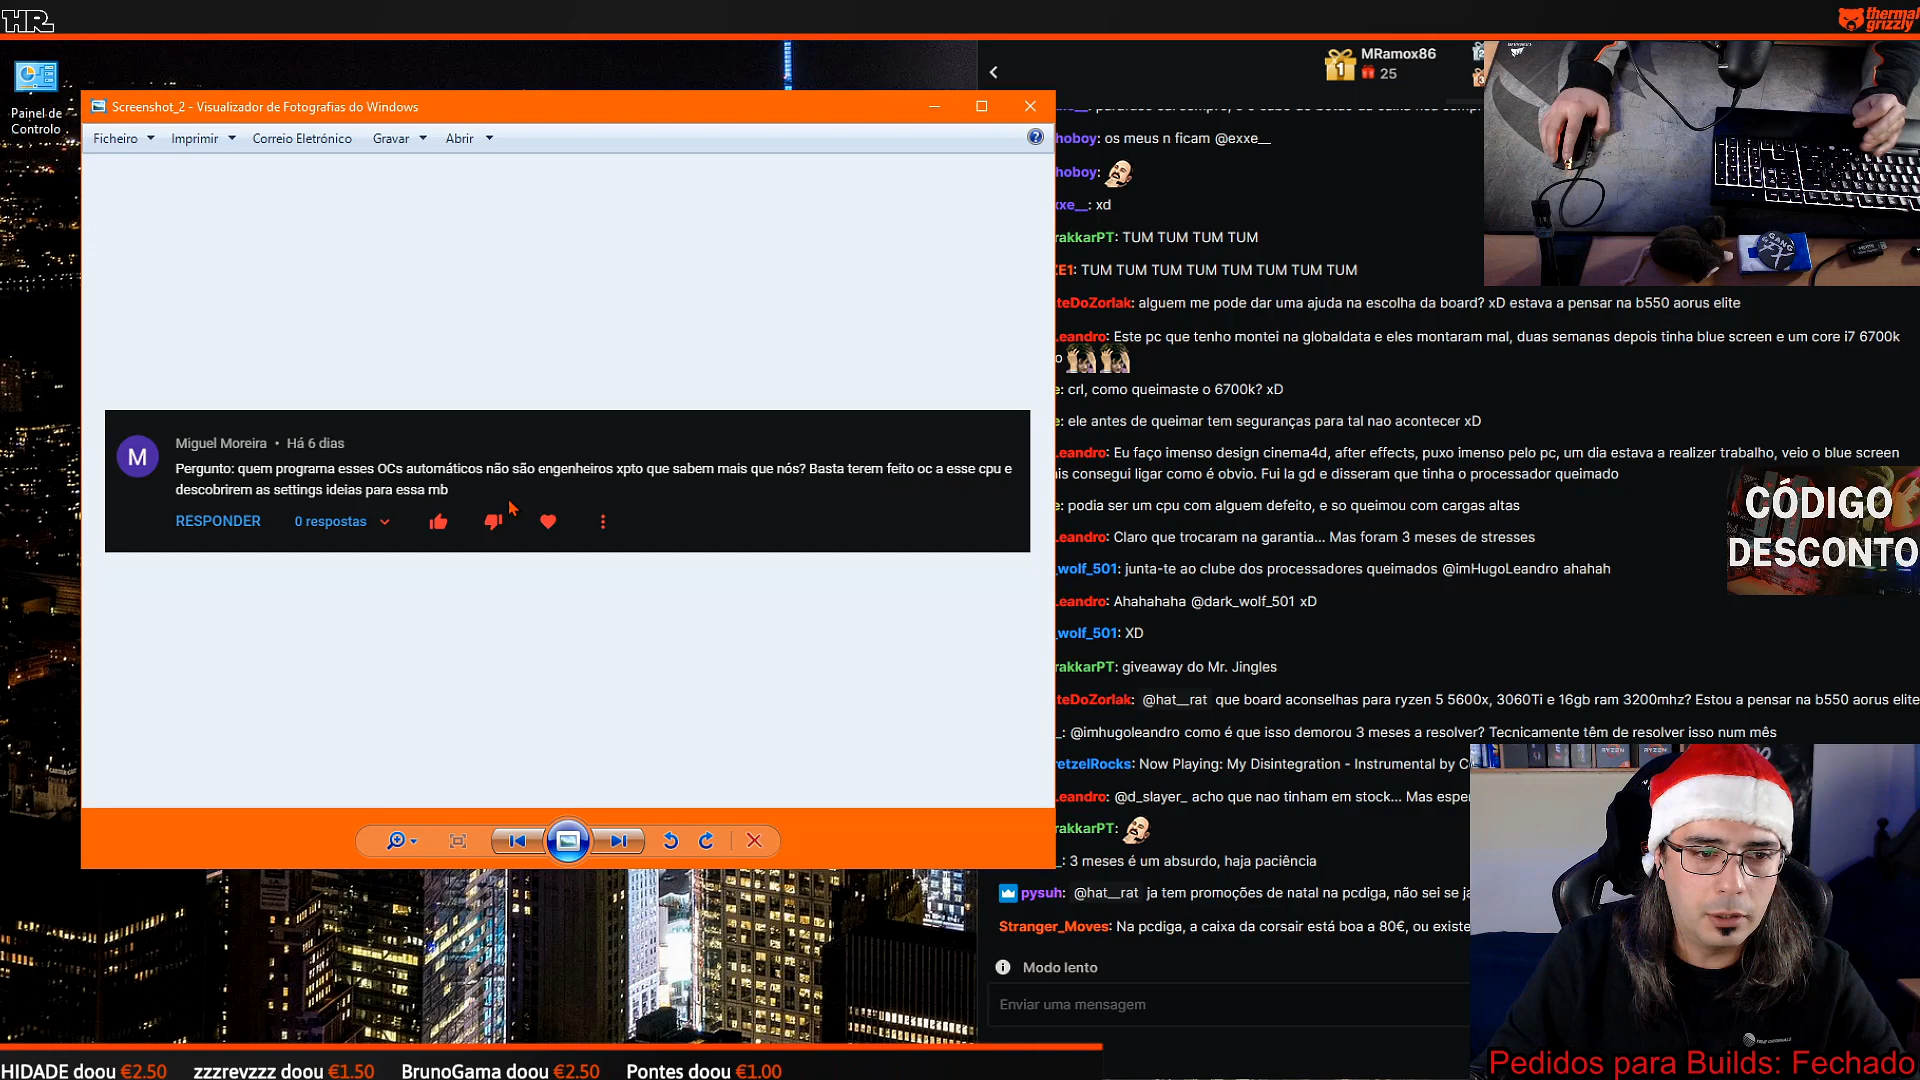 HR
thermal
grizzly
Painel de
Controlo
Screenshot_2 - Visualizador de Fotografias do Windows
Ficheiro
Imprimir
Correio Eletrónico
Gravar
Abrir
M
Miguel Moreira • Há 6 dias
Pergunto: quem programa esses OCs automáticos não são engenheiros xpto que sabem mais que nós? Basta terem feito oc a esse cpu e
descobrirem as settings ideias para essa mb
RESPONDER
0 respostas
1
MRamox86
25
hoboy: os meus n ficam @exxe__
hoboy:
xe__: xd
rakkarPT: TUM TUM TUM TUM
E1: TUM TUM TUM TUM TUM TUM TUM TUM
teDoZorlak: alguem me pode dar uma ajuda na escolha da board? xD estava a pensar na b550 aorus elite
Leandro: Este pc que tenho montei na globaldata e eles montaram mal, duas semanas depois tinha blue screen e um core i7 6700k
o
e: crl, como queimaste o 6700k? xD
e: ele antes de queimar tem seguranças para tal nao acontecer xD
Leandro: Eu faço imenso design cinema4d, after effects, puxo imenso pelo pc, um dia estava a realizer trabalho, veio o blue screen
is consegui ligar como é obvio. Fui la gd e disseram que tinha o processador queimado
e: podia ser um cpu com alguem defeito, e so queimou com cargas altas
Leandro: Claro que trocaram na garantia... Mas foram 3 meses de stresses
_wolf_501: junta-te ao clube dos processadores queimados @imHugoLeandro ahahah
Leandro: Ahahahaha @dark_wolf_501 xD
_wolf_501: XD
rakkarPT: giveaway do Mr. Jingles
teDoZorlak: @hat__rat que board aconselhas para ryzen 5 5600x, 3060Ti e 16gb ram 3200mhz? Estou a pensar na b550 aorus elite
_: @imhugoleandro como é que isso demorou 3 meses a resolver? Tecnicamente têm de resolver isso num mês
etzelRocks: Now Playing: My Disintegration - Instrumental by C
Leandro: @d_slayer_ acho que nao tinham em stock... Mas espe
rakkarPT:
_: 3 meses é um absurdo, haja paciência
pysuh: @hat__rat ja tem promoções de natal na pcdiga, não sei se ja
Stranger_Moves: Na pcdiga, a caixa da corsair está boa a 80€, ou existe
Modo lento
Enviar uma mensagem
CÓDIGO
DESCONTO
GANG
RYZEN
RYZEN
Pedidos para Builds: Fechado
HIDADE doou €2.50
zzzrevzzz doou €1.50
BrunoGama doou €2.50
Pontes doou €1.00